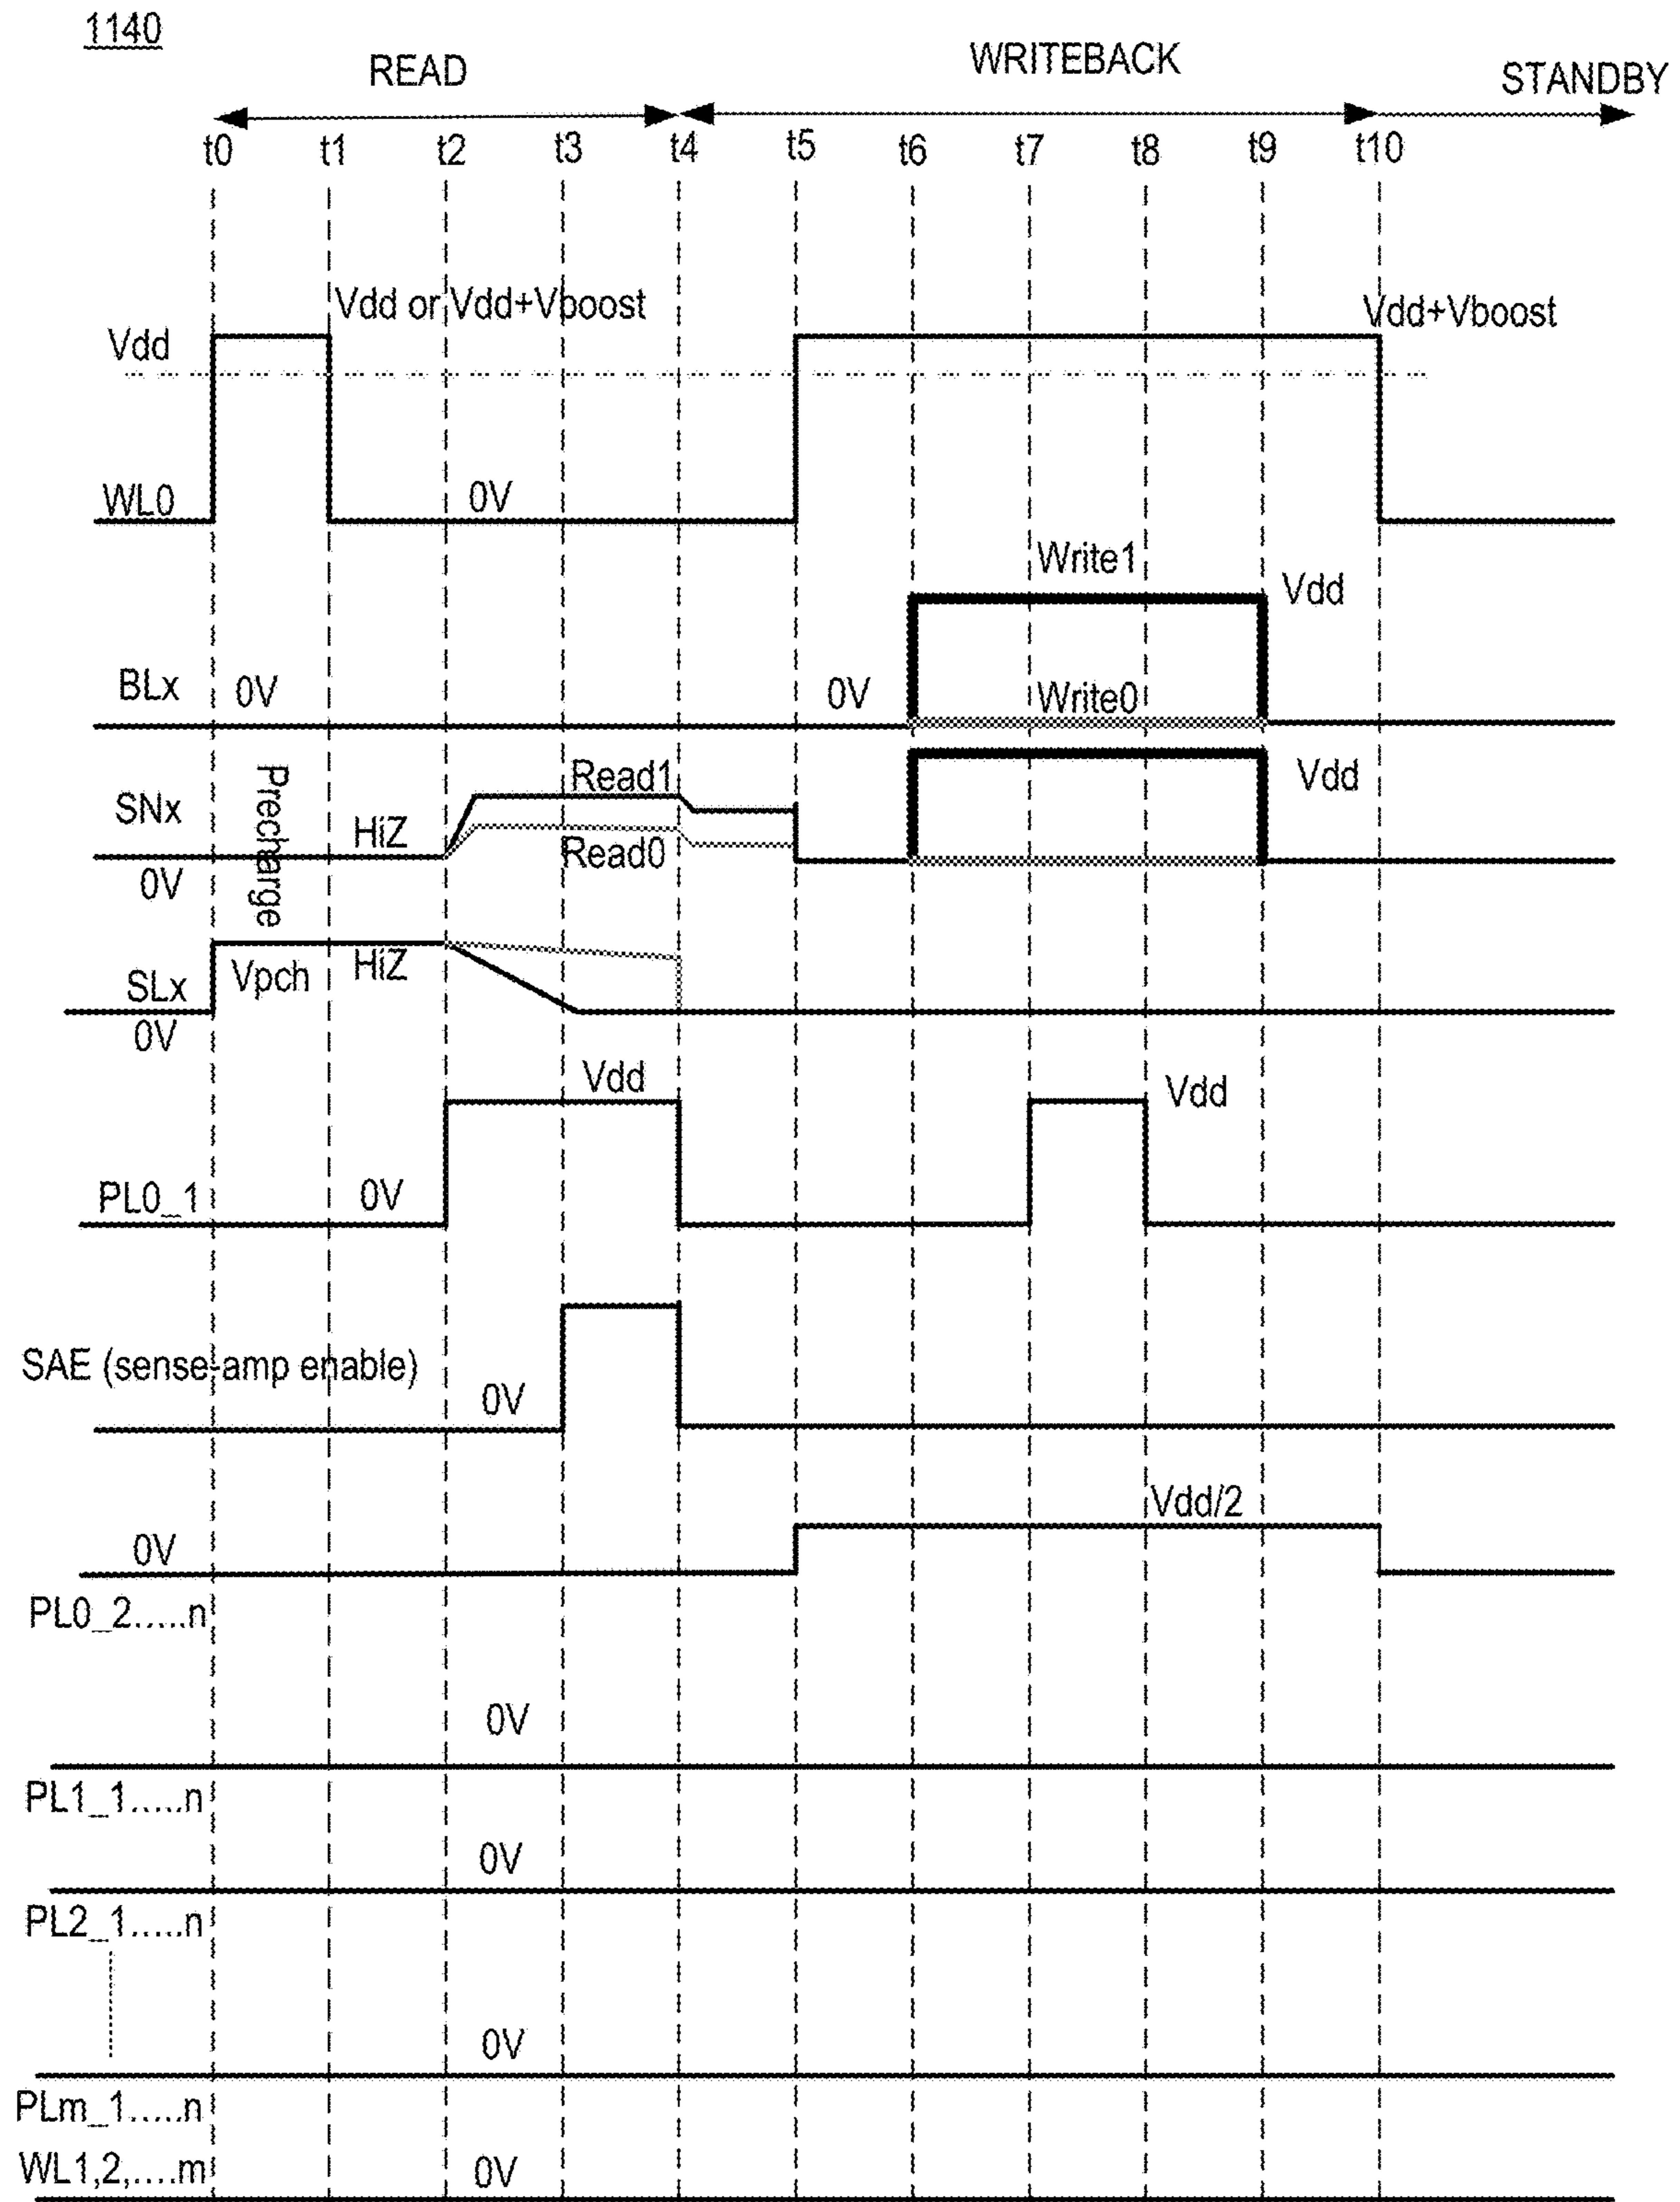 1140
READ
WRITEBACK
STANDBY
t0 t1 t2 t3 t4 t5 t6 t7 t8 t9 t10
Vdd or Vdd+Vboost
Vdd+Vboost
Vdd
WL0
0V
Write1
Vdd
BLx
0V
0V
Write0
Precharge
Read1
Vdd
SNx
HiZ
Read0
0V
Vpch
HiZ
SLx
0V
Vdd
Vdd
PL0_1
0V
SAE (sense-amp enable)
0V
Vdd/2
0V
PL0_2.....n
0V
PL1_1.....n
0V
PL2_1.....n
0V
PLm_1.....n
WL1,2,....m
0V